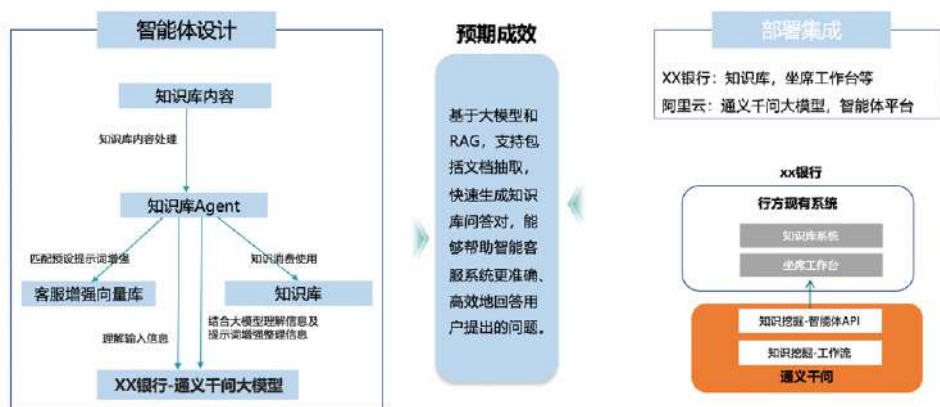 智能体设计
知识库内容
知识库内容处理
知识库Agent
匹配预设提示词增强
知识消费使用
客服增强向量库
知识库
理解输入信息
结合大模型理解信息及
提示词增强整理信息
XX银行-通义千问大模型
预期成效
基于大模型和
RAG，支持包
括文档抽取，
快速生成知识
库问答对，能
够帮助智能客
服系统更准确、
高效地回答用
户提出的问题。
部署集成
XX银行：知识库，坐席工作台等
阿里云：通义千问大模型，智能体平台
xx银行
行方现有系统
知识库系统
坐席工作台
知识挖掘-智能体API
知识挖掘-工作流
通义千问